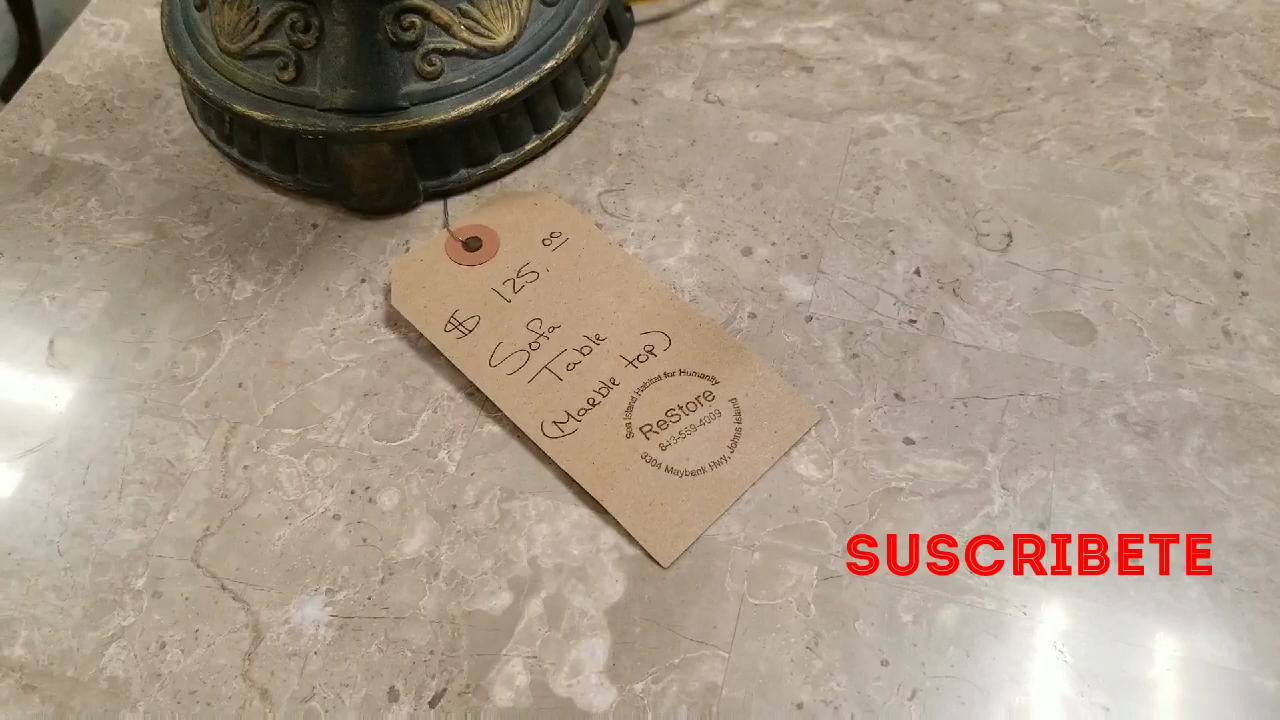 $ 125.00
Sofa
Table
(Marble top)
Sea Island Habitat for Humanity
ReStore
843-559-4009
3304 Maybank Hwy, Johns Island
SUSCRIBETE